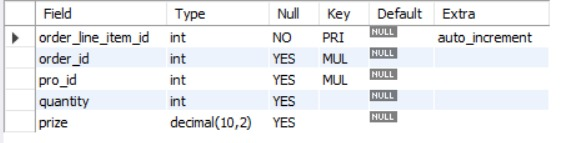 Field Type Null Key Default Extra
order_line_item_id int NO PRI NULL auto_increment
order_id int YES MUL NULL
pro_id int YES MUL NULL
quantity int YES NULL
prize decimal(10,2) YES NULL